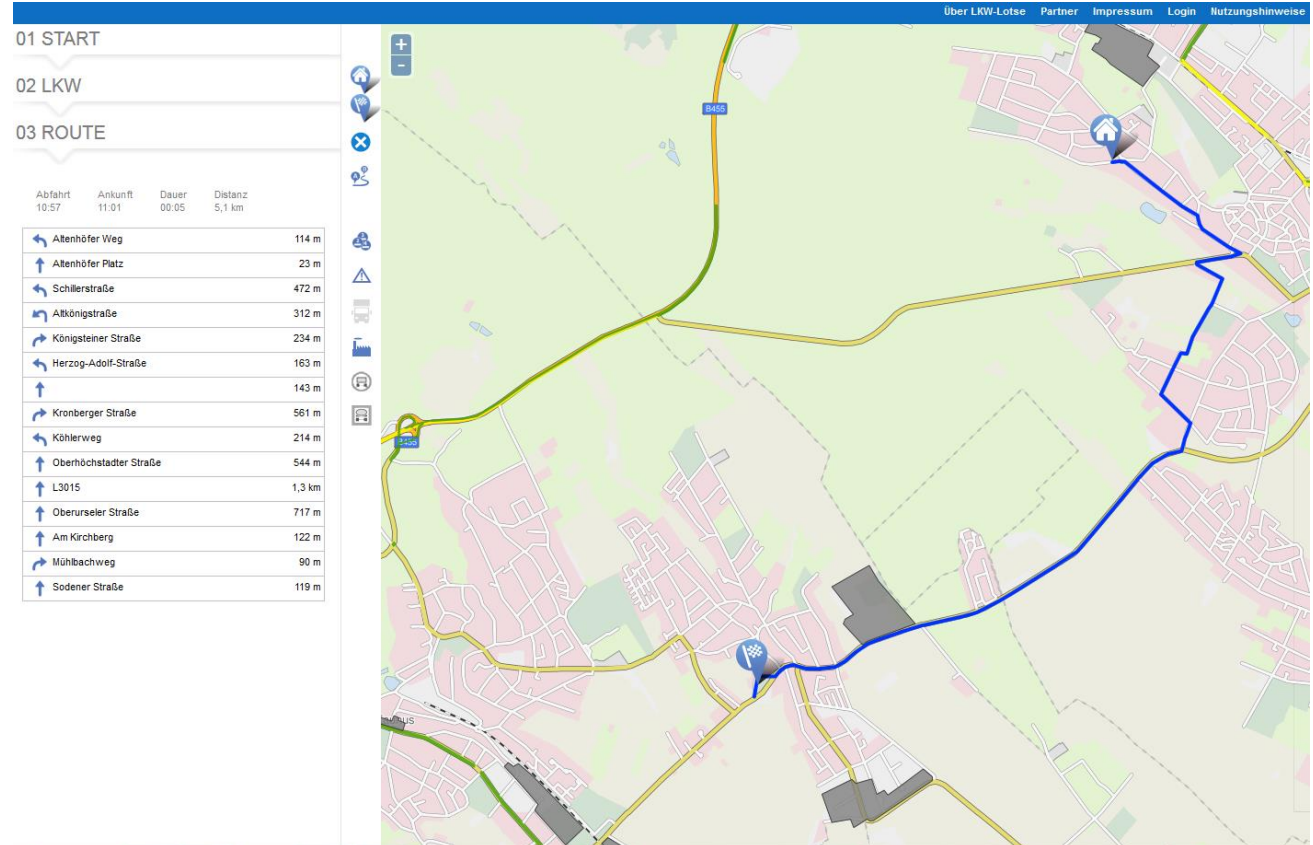 Über LKW-Lotse Partner Impressum Login Nutzungshinweise
01 START
02 LKW
03 ROUTE
Abfahrt Ankunft Dauer Distanz
10:57 11:01 00:05 5,1 km
Altenhöfer Weg 114 m
Altenhöfer Platz 23 m
Schillerstraße 472 m
Altkönigstraße 312 m
Königsteiner Straße 234 m
Herzog-Adolf-Straße 163 m
143 m
Kronberger Straße 561 m
Köhlerweg 214 m
Oberhöchstadter Straße 544 m
L3015 1,3 km
Oberurseler Straße 717 m
Am Kirchberg 122 m
Mühlbachweg 90 m
Sodener Straße 119 m
+
-
B455
B455